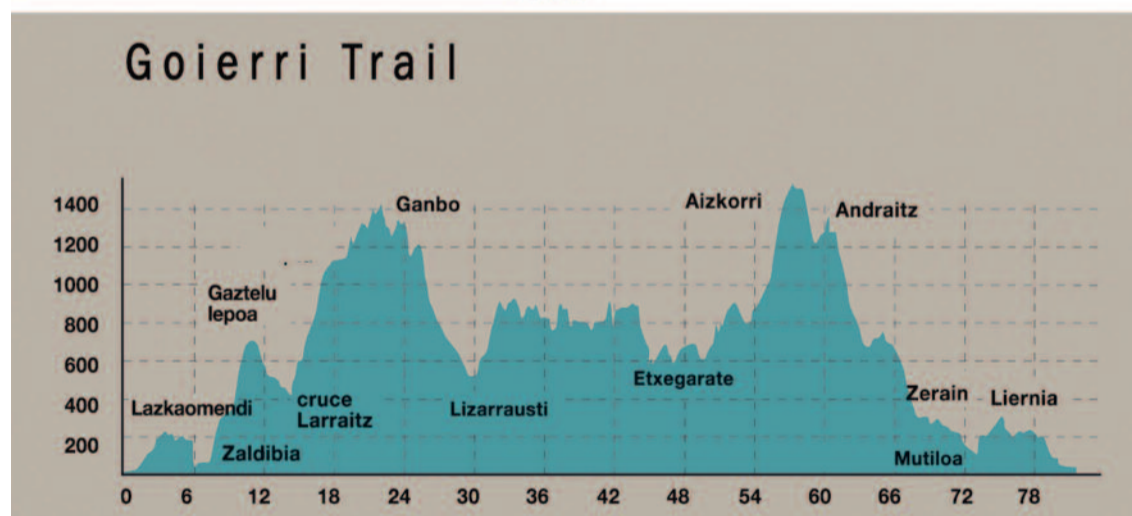 Goierri Trail
1400
1200
1000
800
600
400
200
Ganbo
Aizkorri
Andraitz
Gaztelu
lepoa
Etxegarate
Lazkaomendi
cruce
Larraitz
Lizarrausti
Zerain
Liernia
Zaldibia
Mutiloa
0 6 12 18 24 30 36 42 48 54 60 66 72 78